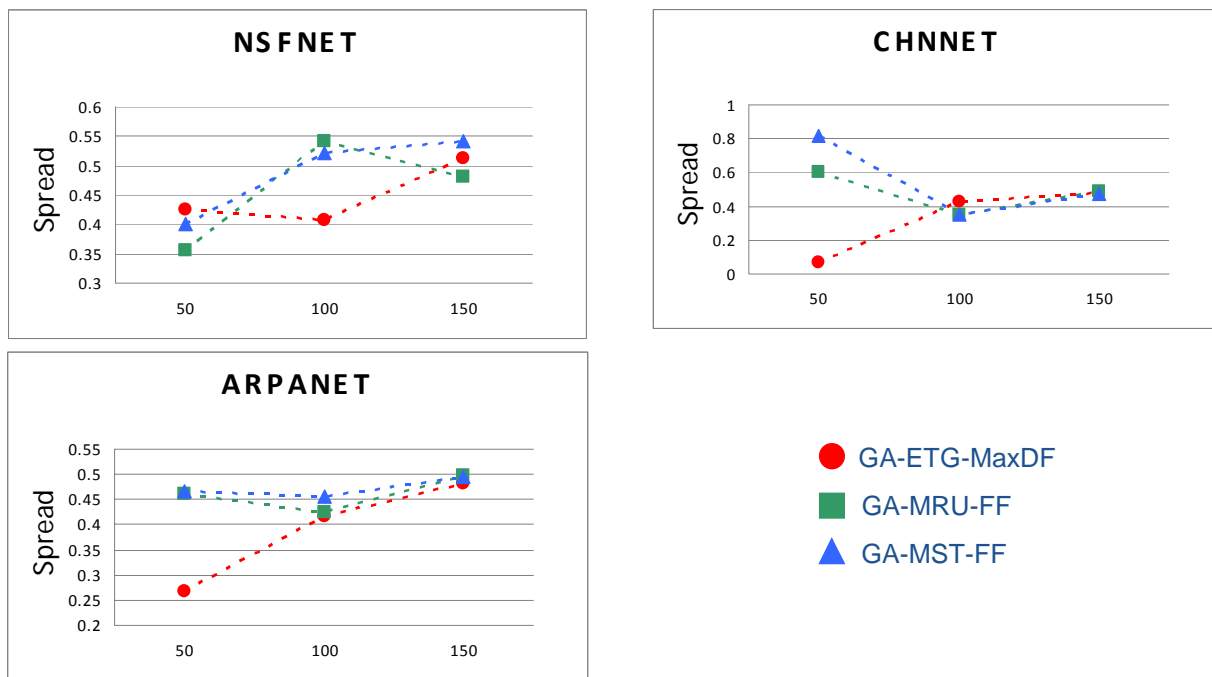 NSFNET
Spread
0.6
0.55
0.5
0.45
0.4
0.35
0.3
50 100 150
CHNNET
Spread
1
0.8
0.6
0.4
0.2
0
50 100 150
ARPANET
Spread
0.55
0.5
0.45
0.4
0.35
0.3
0.25
0.2
50 100 150
GA-ETG-MaxDF
GA-MRU-FF
GA-MST-FF